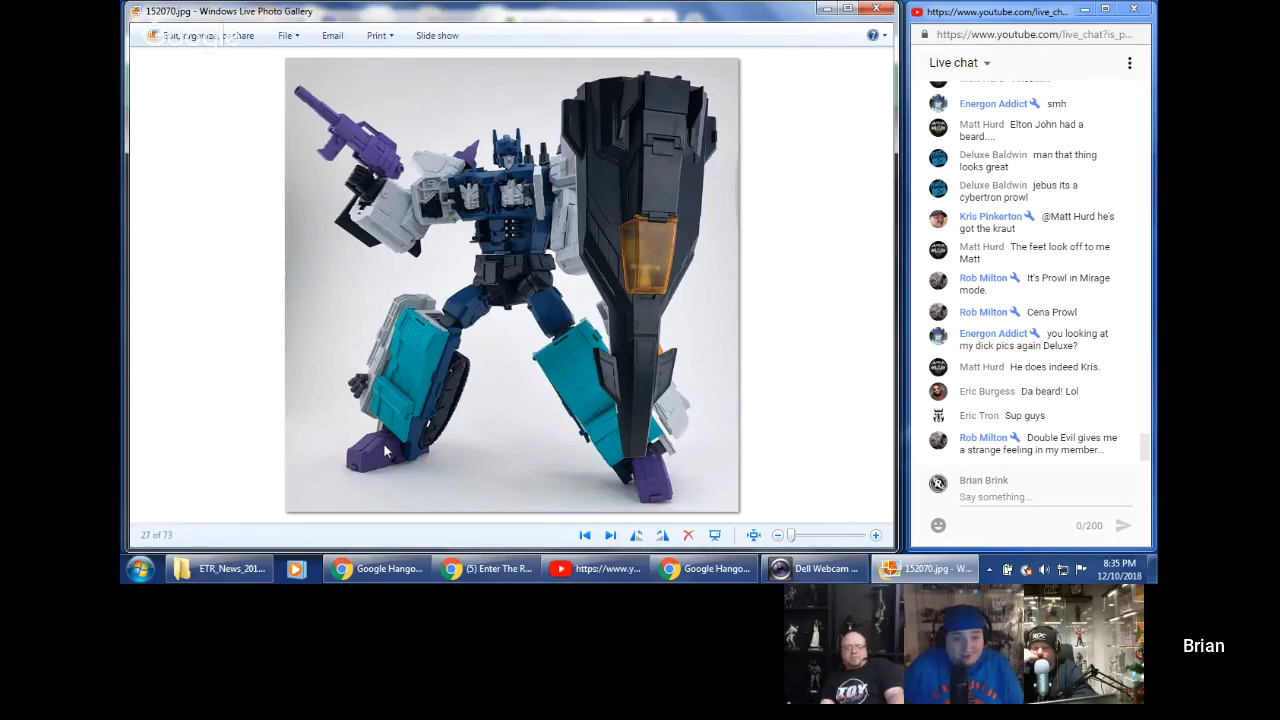 152070.jpg - Windows Live Photo Gallery
Google
File
Email
Print
Slide show
27 of 73
https://www.youtube.com/live_ch...
https://www.youtube.com/live_chat?is_p...
Live chat
Energon Addict smh
Matt Hurd Elton John had a
beard....
Deluxe Baldwin man that thing
looks great
Deluxe Baldwin jebus its a
cybertron prowl
Kris Pinkerton @Matt Hurd he's
got the kraut
Matt Hurd The feet look off to me
Matt
Rob Milton It's Prowl in Mirage
mode.
Rob Milton Cena Prowl
Energon Addict you looking at
my dick pics again Deluxe?
Matt Hurd He does indeed Kris.
Eric Burgess Da beard! Lol
Eric Tron Sup guys
Rob Milton Double Evil gives me
a strange feeling in my member...
Brian Brink
Say something...
0/200
ETR_News_201...
Google Hango...
(5) Enter The R...
https://www.y...
Google Hango...
Dell Webcam ...
152070.jpg - W...
8:35 PM
12/10/2018
TOY
ROC
Brian